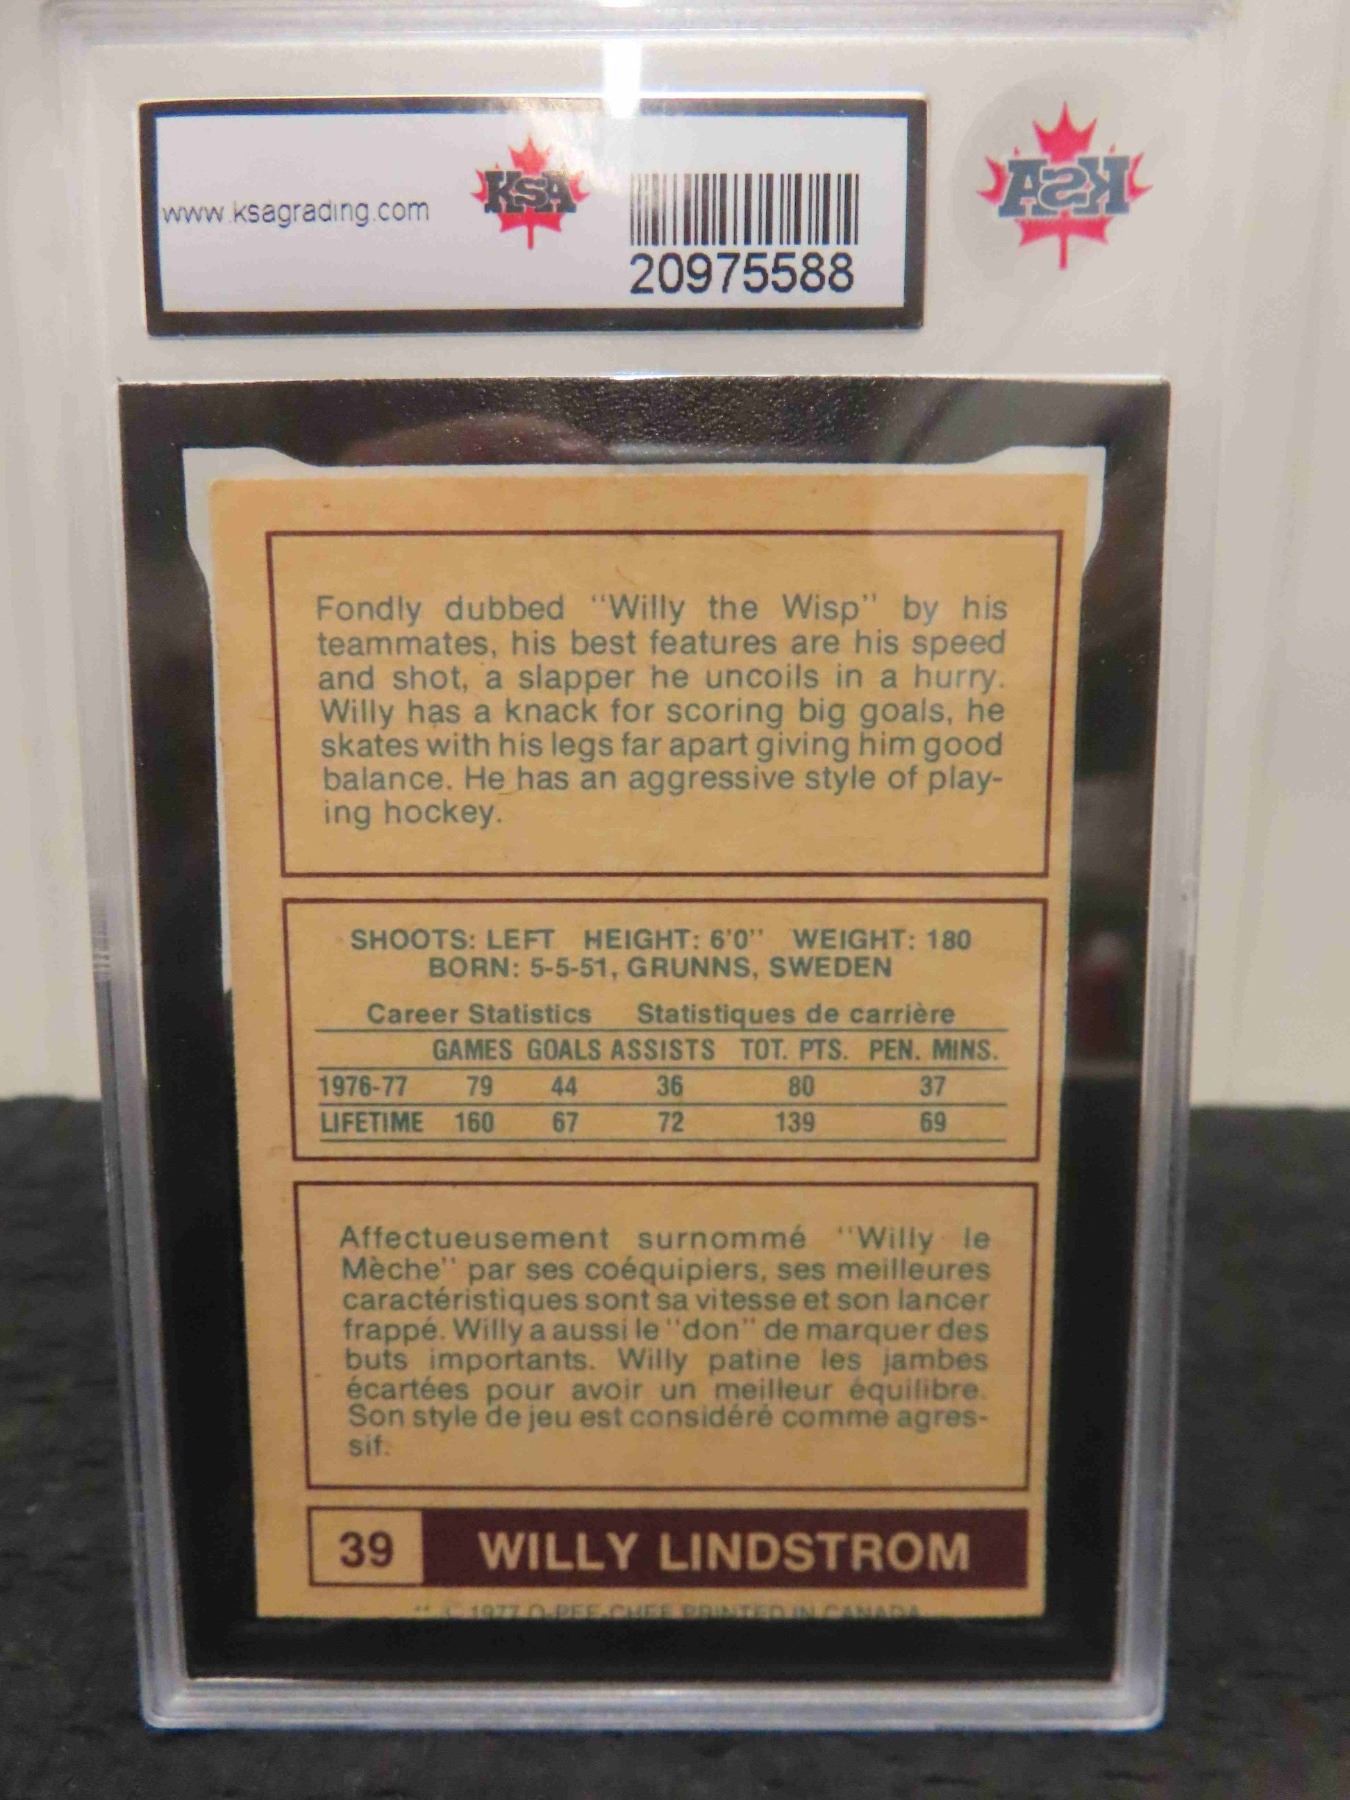 www.ksagrading.com
KSA
20975588
KSA
Fondly dubbed "Willy the Wisp" by his
teammates, his best features are his speed
and shot, a slapper he uncoils in a hurry.
Willy has a knack for scoring big goals, he
skates with his legs far apart giving him good
balance. He has an aggressive style of play-
ing hockey.
SHOOTS: LEFT HEIGHT: 6'0" WEIGHT: 180
BORN: 5-5-51, GRUNNS, SWEDEN
Career Statistics Statistiques de carrière
GAMES GOALS ASSISTS TOT. PTS. PEN. MINS.
1976-77 79 44 36 80 37
LIFETIME 160 67 72 139 69
Affectueusement surnommé "Willy le
Mèche" par ses coéquipiers, ses meilleures
caractéristiques sont sa vitesse et son lancer
frappé. Willy a aussi le "don" de marquer des
buts importants. Willy patine les jambes
écartées pour avoir un meilleur équilibre.
Son style de jeu est considéré comme agres-
sif.
39 WILLY LINDSTROM
** © 1977 O-PEE-CHEE PRINTED IN CANADA